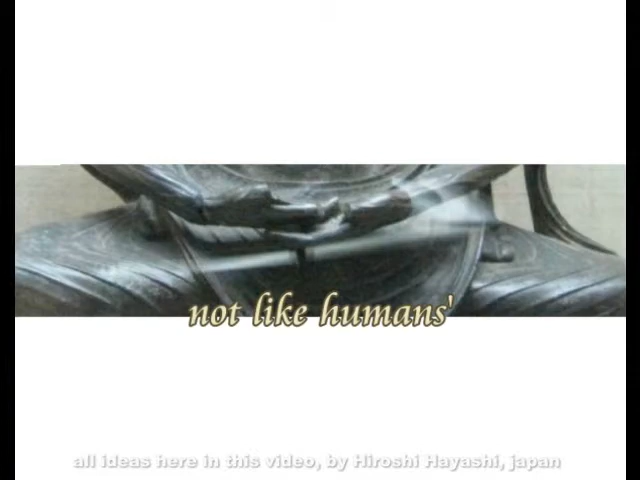 not like humans'
all ideas here in this video, by Hiroshi Hayashi, japan